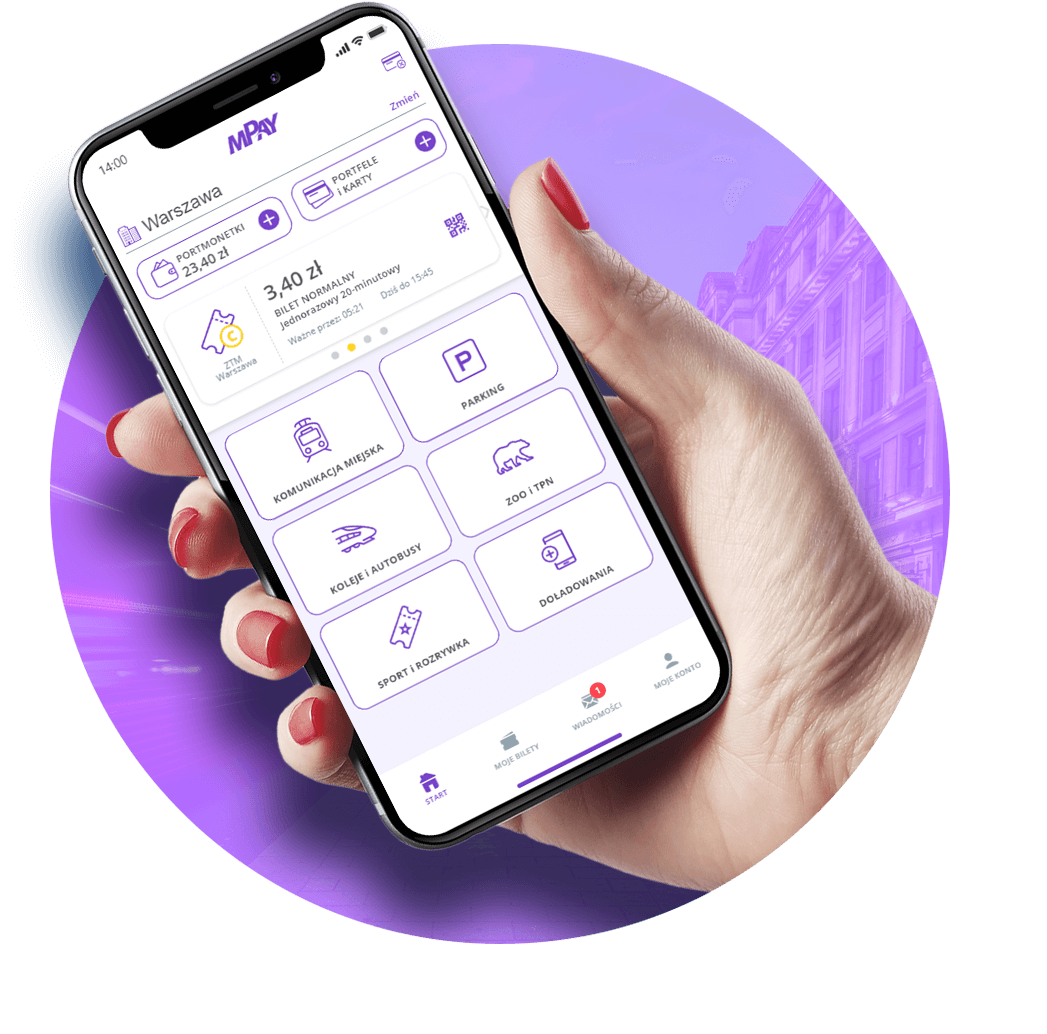 14:00
MPAY
Zmień
Warszawa
PORTMONETKI
23,40 zł
PORTFELE
i KARTY
3,40 zł
BILET NORMALNY
jednorazowy 20-minutowy
Ważne przez: 05:21 Dziś do 15:45
C
ZTM
Warszawa
KOMUNIKACJA MIEJSKA
P
PARKING
KOLEJE i AUTOBUSY
ZOO i TPN
SPORT i ROZRYWKA
DOŁADOWANIA
START
MOJE BILETY
1
WIADOMOŚCI
MOJE KONTO